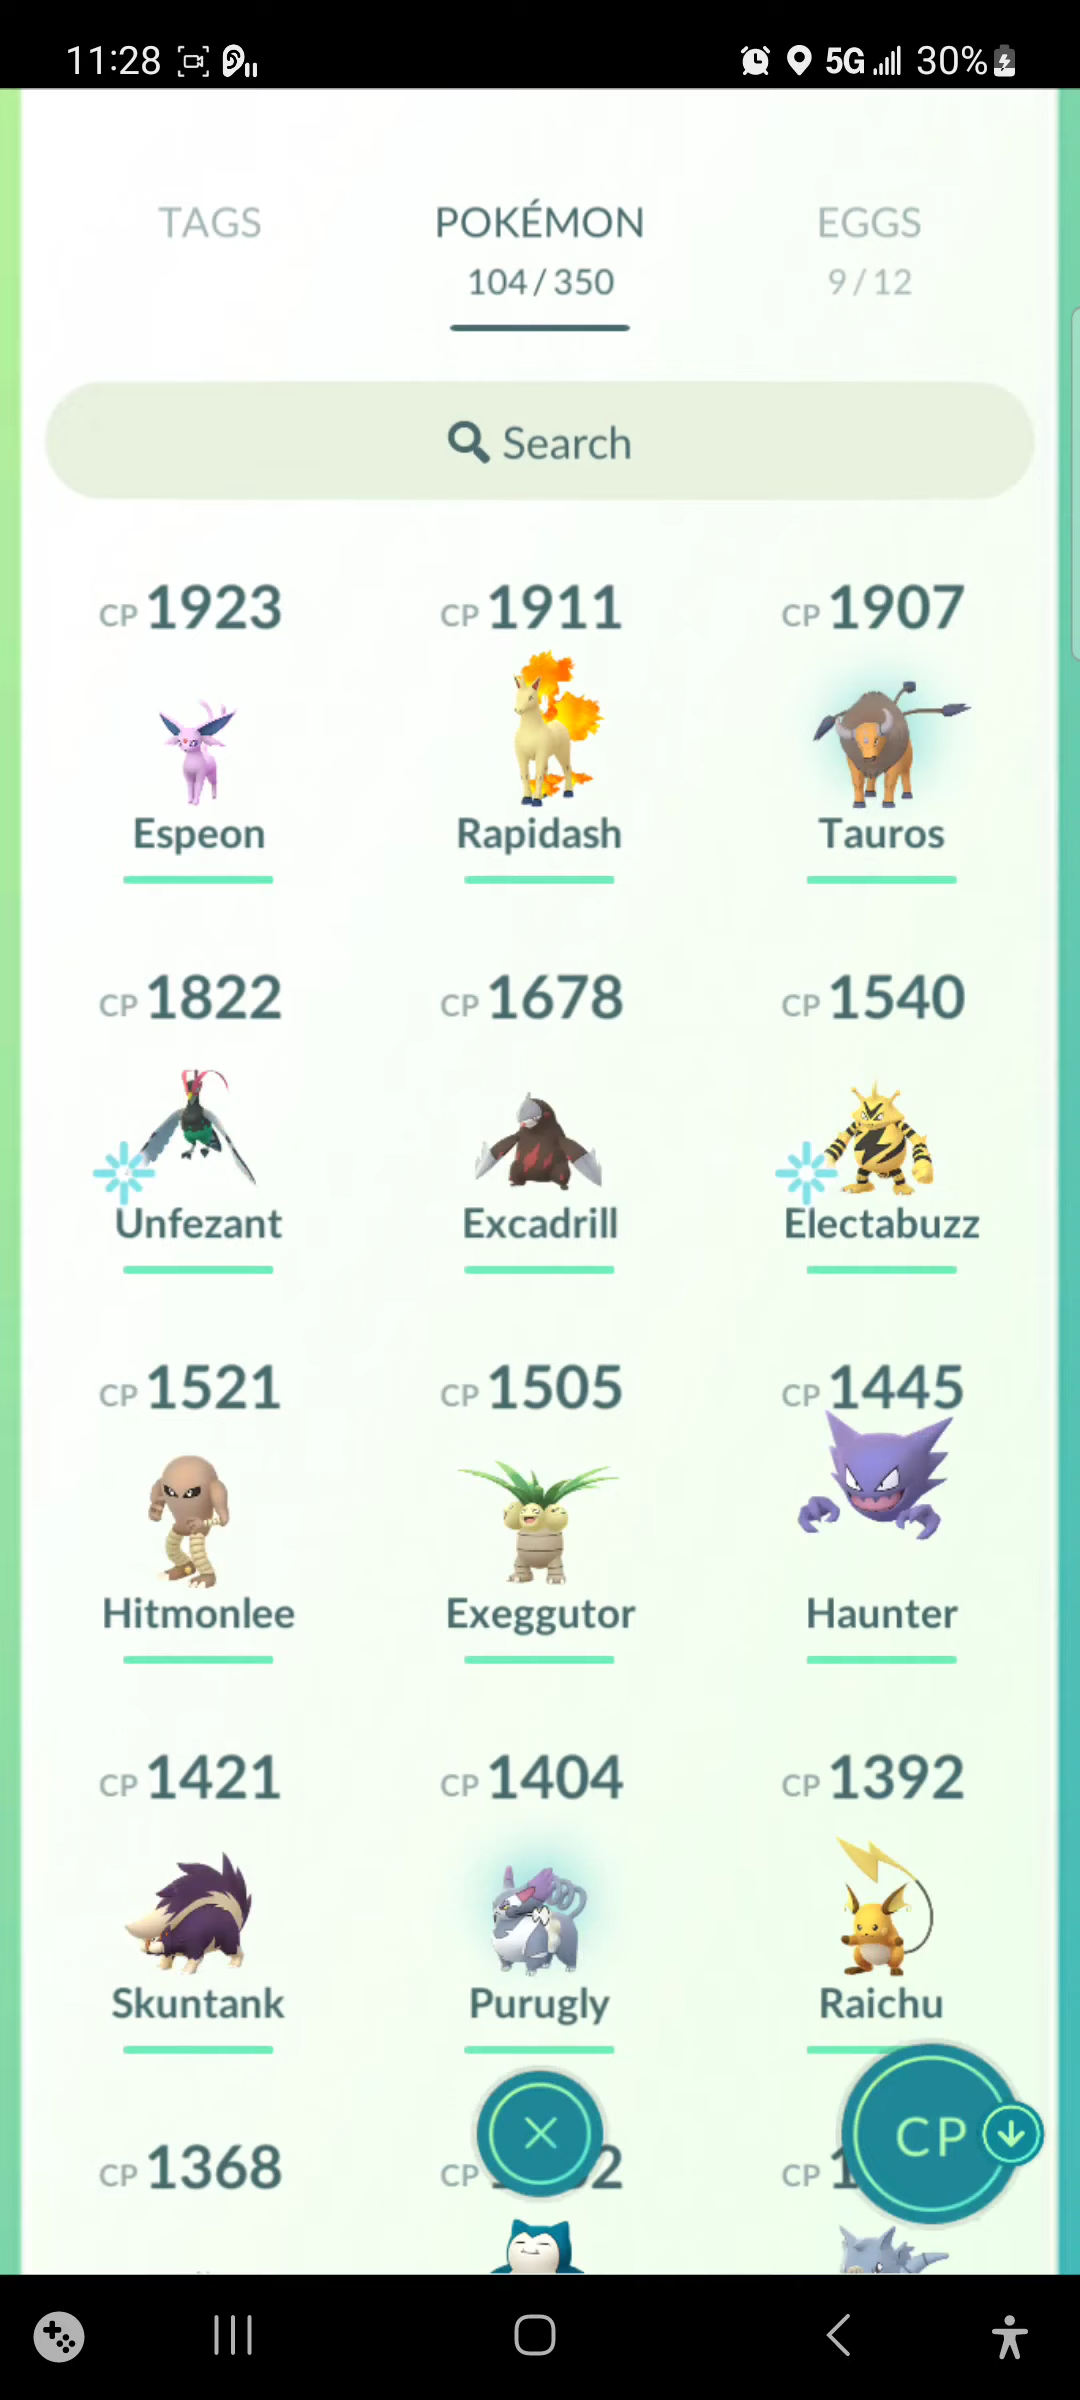 11:28 5G 30%
TAGS POKÉMON EGGS
104 / 350 9 / 12
Search
CP 1923 CP 1911 CP 1907
Espeon Rapidash Tauros
CP 1822 CP 1678 CP 1540
Unfezant Excadrill Electabuzz
CP 1521 CP 1505 CP 1445
Hitmonlee Exeggutor Haunter
CP 1421 CP 1404 CP 1392
Skuntank Purugly Raichu
CP
CP 1368 CP CP